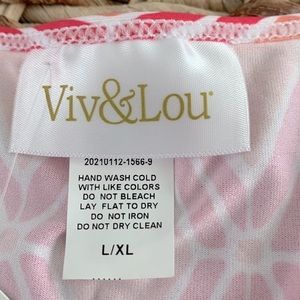 Viv&Lou
20210112-1566-9
HAND WASH COLD
WITH LIKE COLORS
DO NOT BLEACH
LAY FLAT TO DRY
DO NOT IRON
DO NOT DRY CLEAN
L/XL